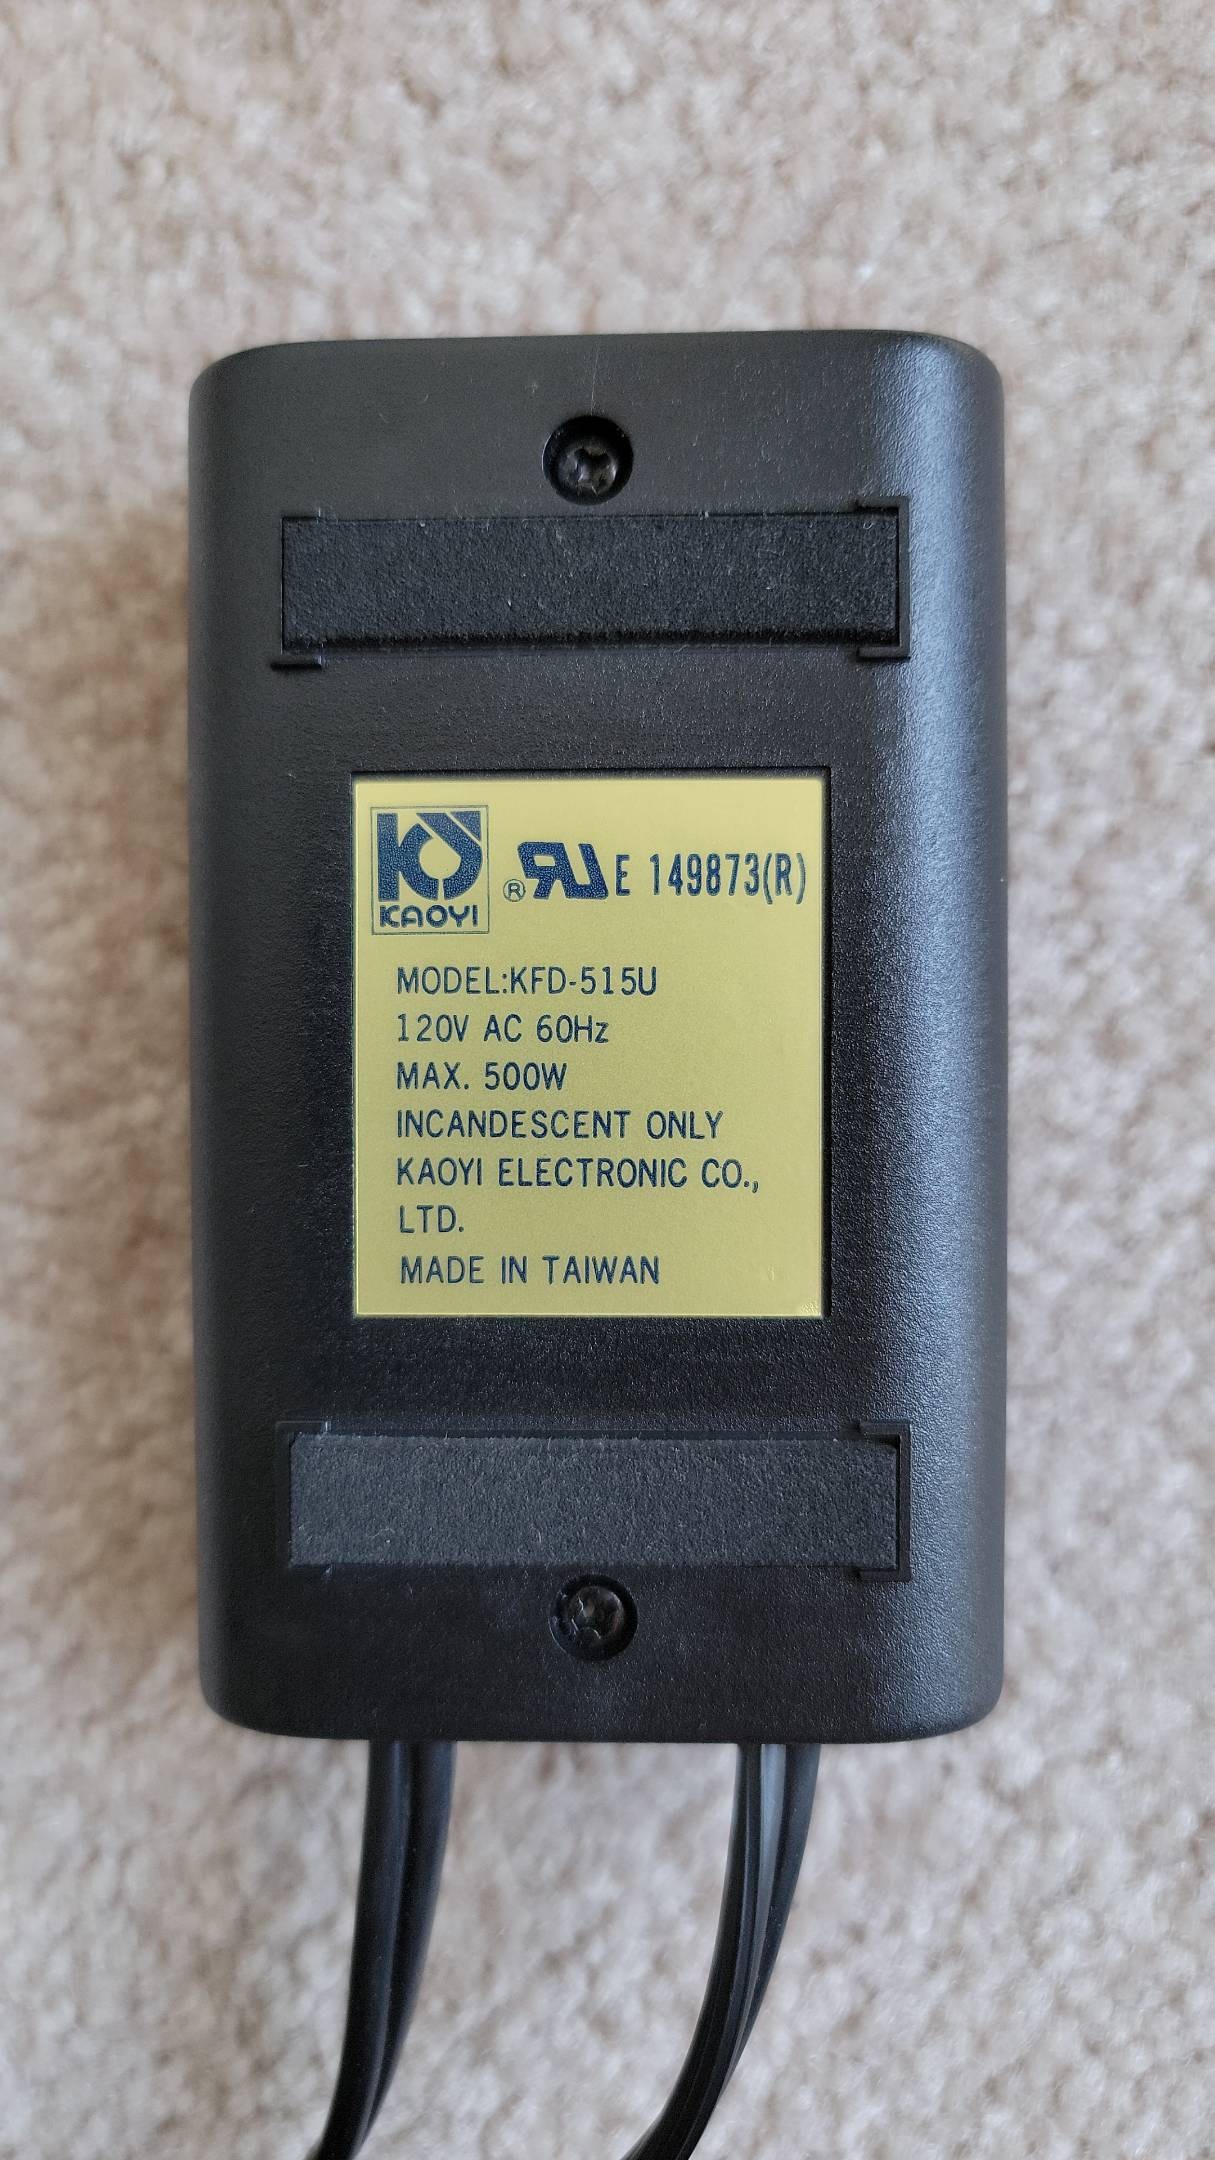 KAOYI
® RU E 149873(R)
MODEL:KFD-515U
120V AC 60Hz
MAX. 500W
INCANDESCENT ONLY
KAOYI ELECTRONIC CO.,
LTD.
MADE IN TAIWAN